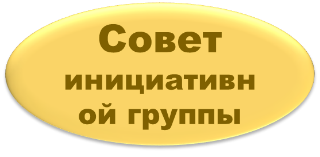 Совет
инициативн
ой группы